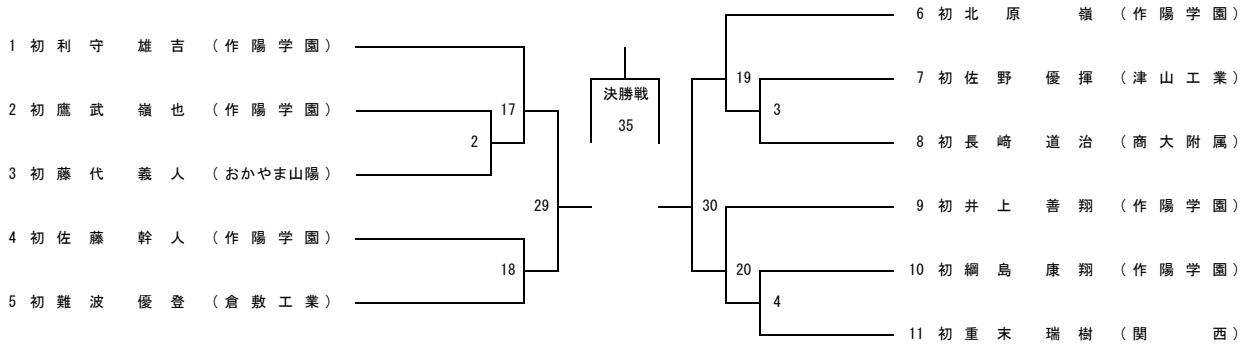 1 初 利守 雄吉 (作陽学園)
2 初 鷹武 嶺也 (作陽学園)
3 初 藤代 義人 (おかやま山陽)
4 初 佐藤 幹人 (作陽学園)
5 初 難波 優登 (倉敷工業)
17
2
29
18
決勝戦
35
19
3
30
20
4
6 初 北原 嶺 (作陽学園)
7 初 佐野 優揮 (津山工業)
8 初 長﨑 道治 (商大附属)
9 初 井上 善翔 (作陽学園)
10 初 綱島 康翔 (作陽学園)
11 初 重末 瑞樹 (関西)